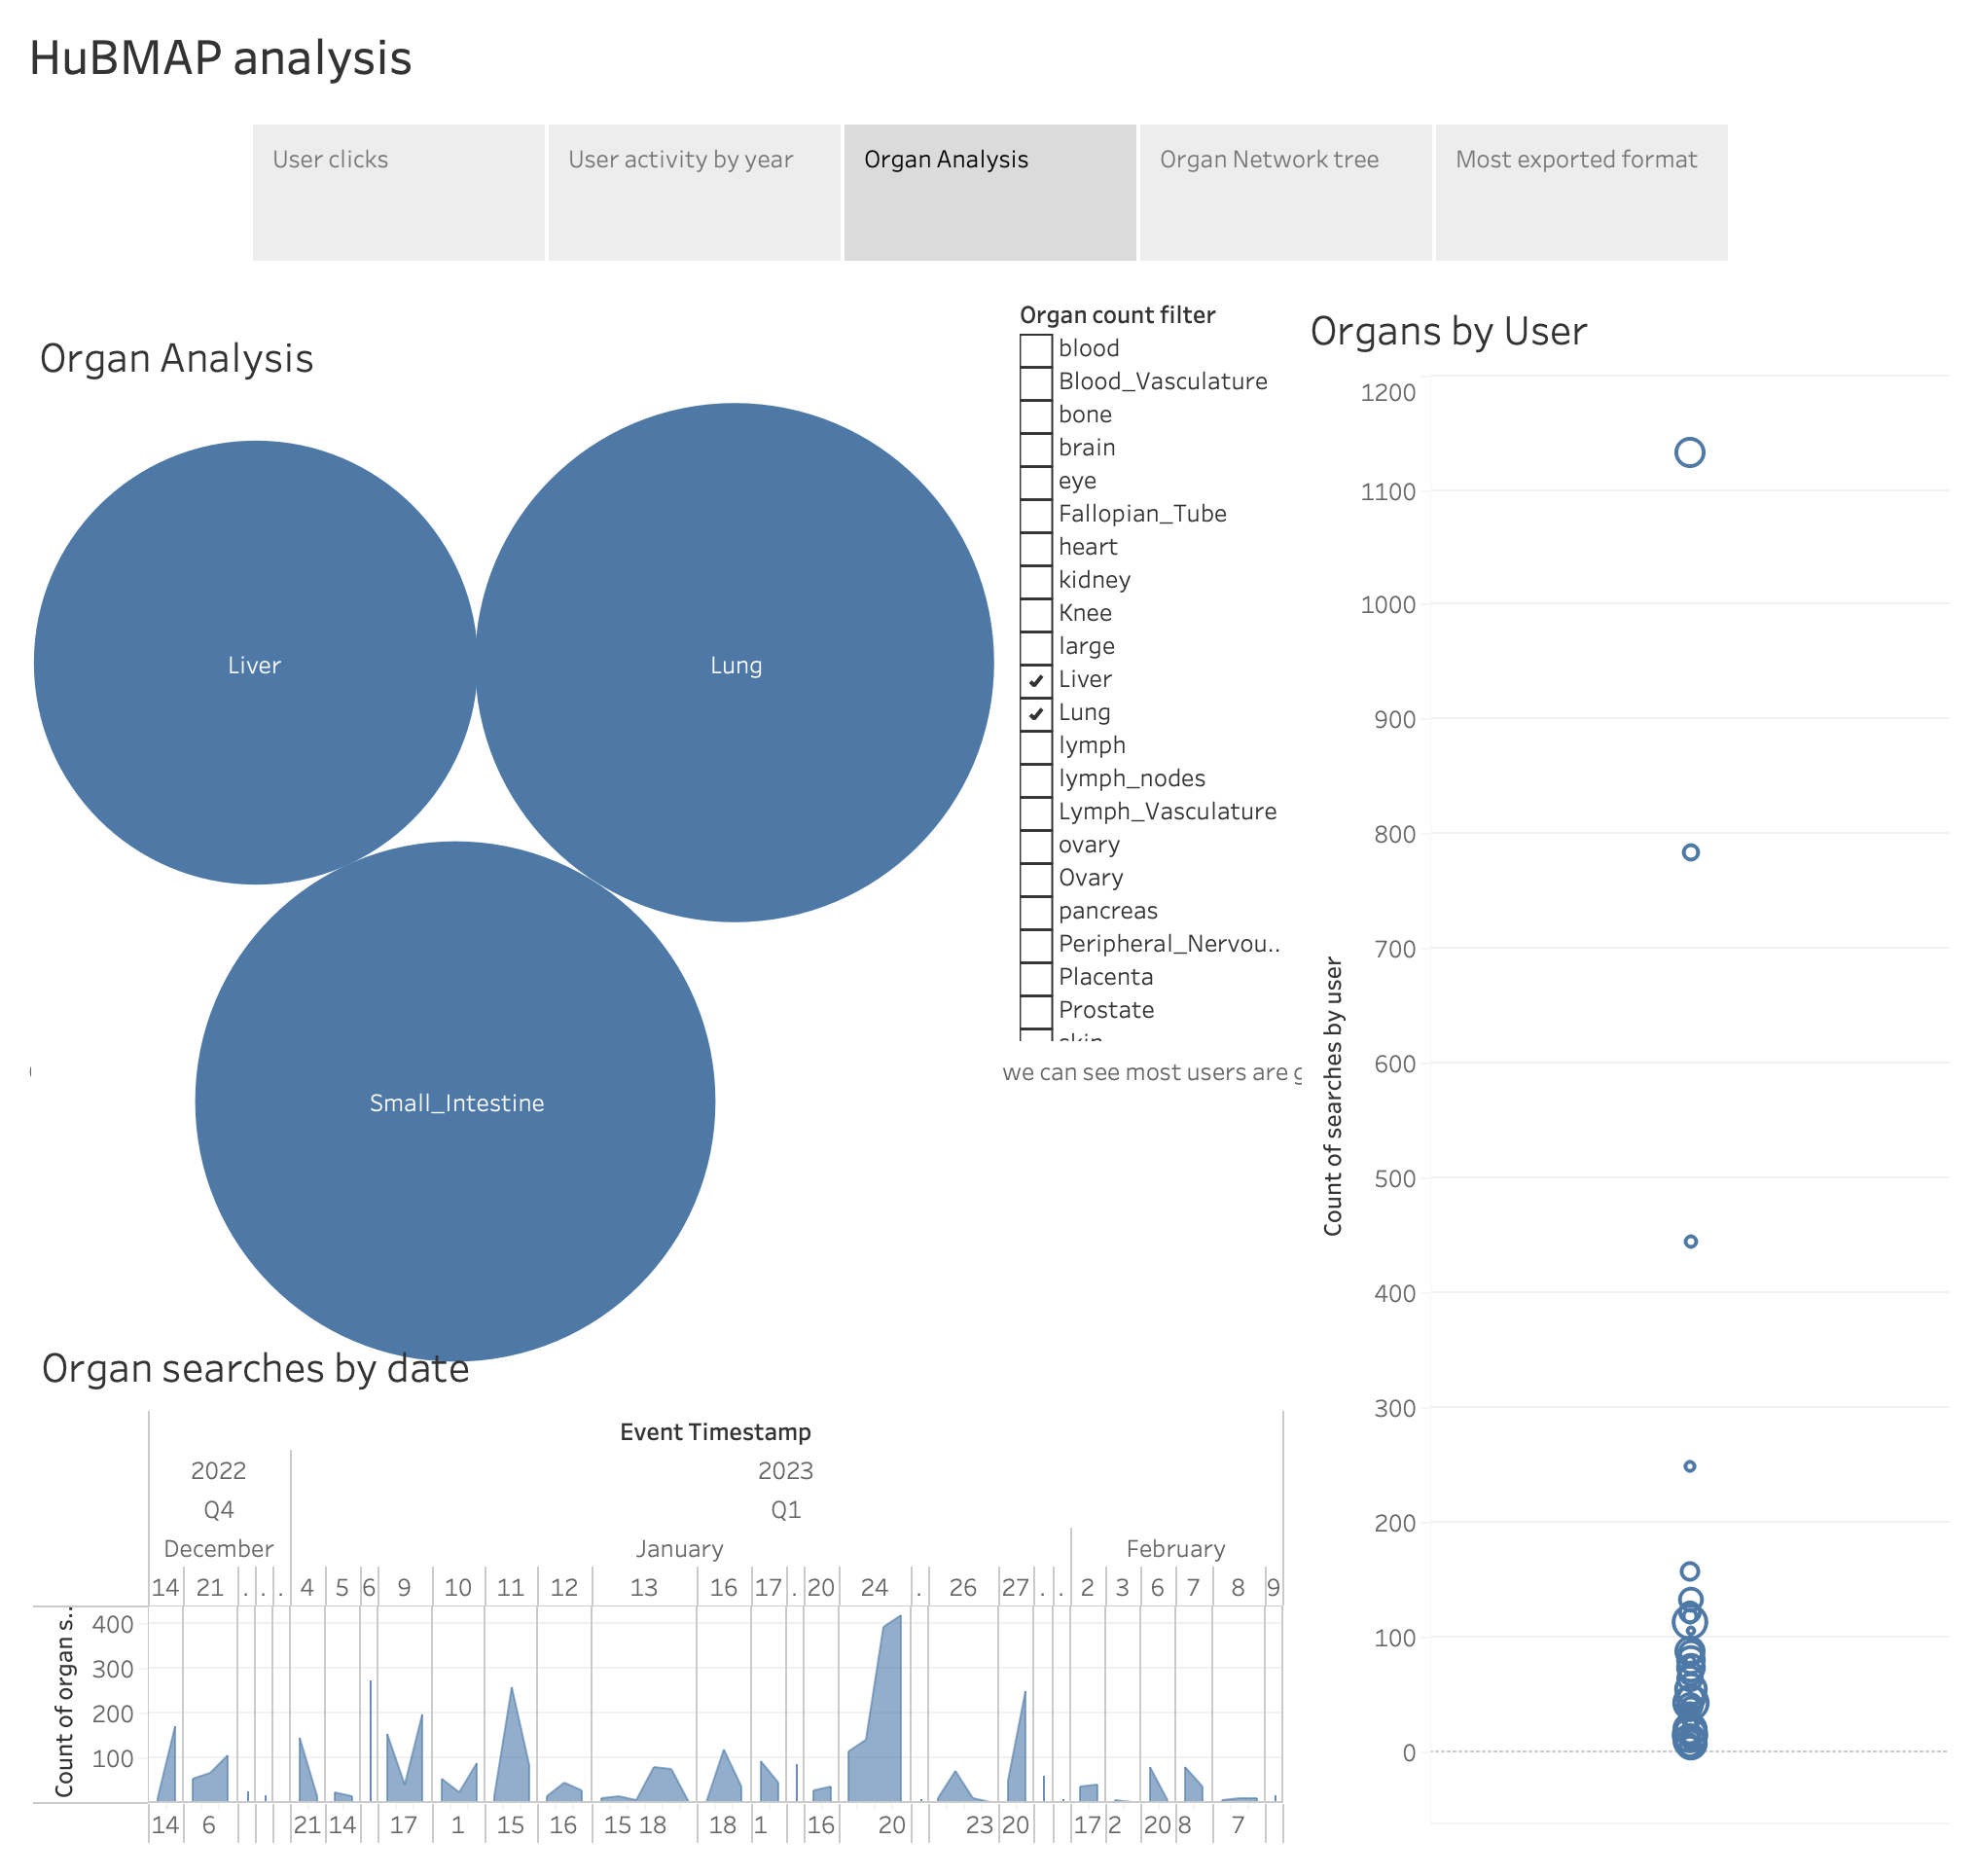 HuBMAP analysis
User clicks
User activity by year
Organ Analysis
Organ Network tree
Most exported format
Organ Analysis
Liver
Lung
Small_Intestine
Organ count filter
blood
Blood_Vasculature
bone
brain
eye
Fallopian_Tube
heart
kidney
Knee
large
Liver
Lung
lymph
lymph_nodes
Lymph_Vasculature
ovary
Ovary
pancreas
Peripheral_Nervou..
Placenta
Prostate
skin
we can see most users are g
Organs by User
Count of searches by user
1200
1100
1000
900
800
700
600
500
400
300
200
100
0
Organ searches by date
Event Timestamp
2022 2023
Q4 Q1
December January February
14 21 . . . 4 5 6 9 10 11 12 13 16 17 . 20 24 . 26 27 . . 2 3 6 7 8 9
Count of organ s..
400
300
200
100
14 6 21 14 17 1 15 16 15 18 18 1 16 20 23 20 17 2 20 8 7